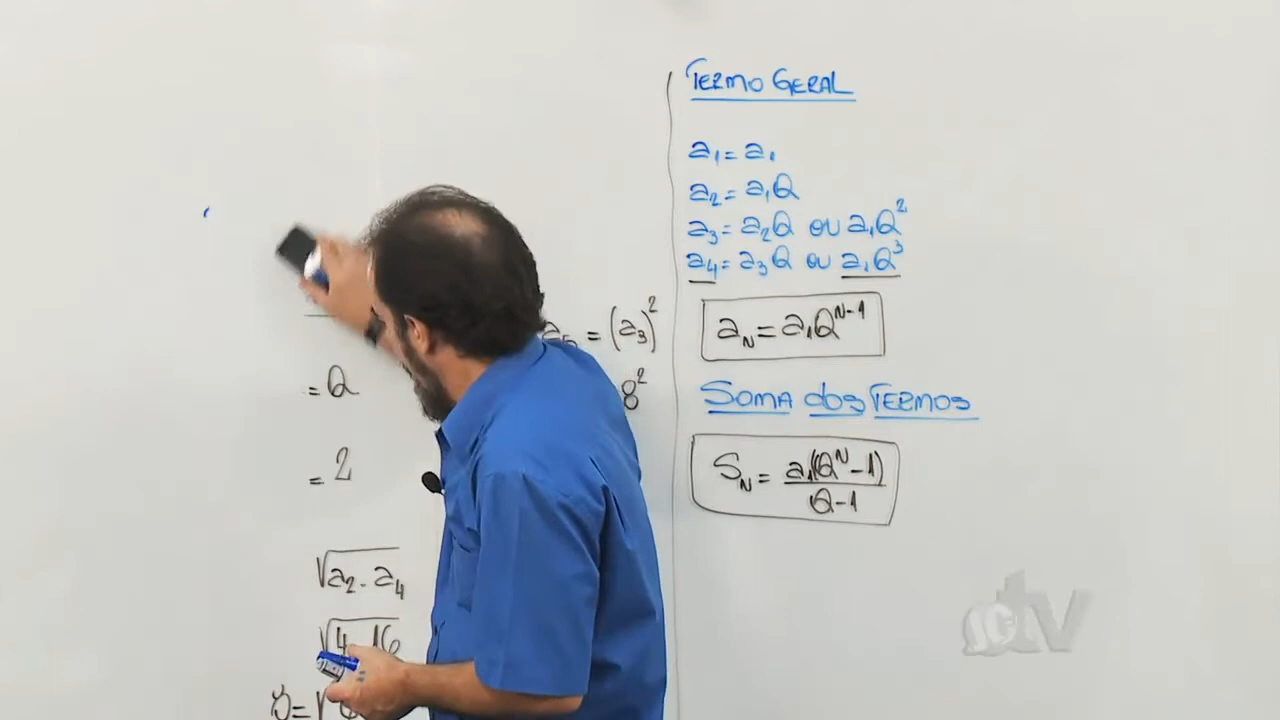 = Q
= 2
√a₂ . a₄
√4 . 16
= (a₃)²
8²
TERMO GERAL
a₁ = a₁
a₂ = a₁Q
a₃ = a₂Q OU a₁Q²
a₄ = a₃Q OU a₁Q³
aₙ = a₁Qᴺ⁻¹
SOMA DOS TERMOS
Sₙ = a₁(Qᴺ - 1)
Q - 1
tv